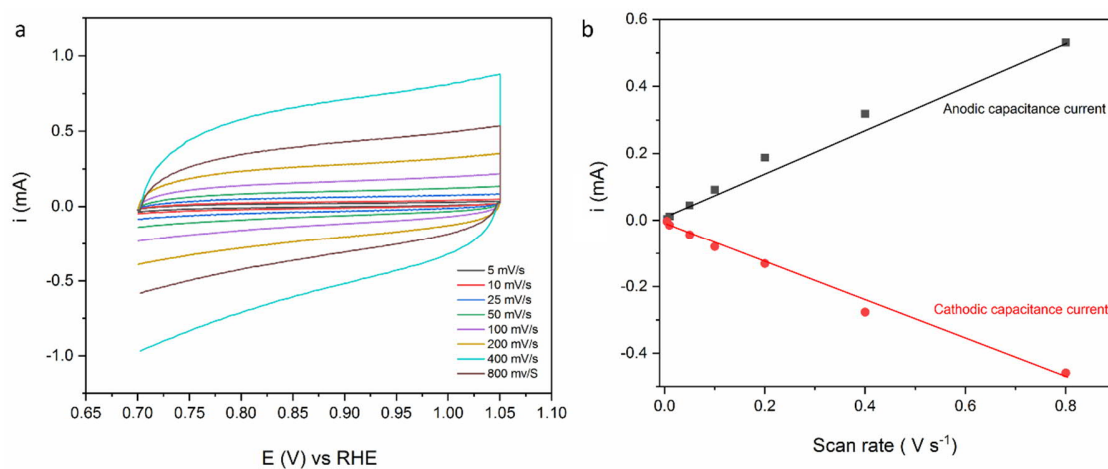 a
i (mA)
1.0
0.5
0.0
-0.5
-1.0
5 mV/s
10 mV/s
25 mV/s
50 mV/s
100 mV/s
200 mV/s
400 mV/s
800 mv/S
0.65 0.70 0.75 0.80 0.85 0.90 0.95 1.00 1.05 1.10
E (V) vs RHE
b
i (mA)
0.6
0.4
0.2
0.0
-0.2
-0.4
Anodic capacitance current
Cathodic capacitance current
0.0 0.2 0.4 0.6 0.8
Scan rate ( V s⁻¹)